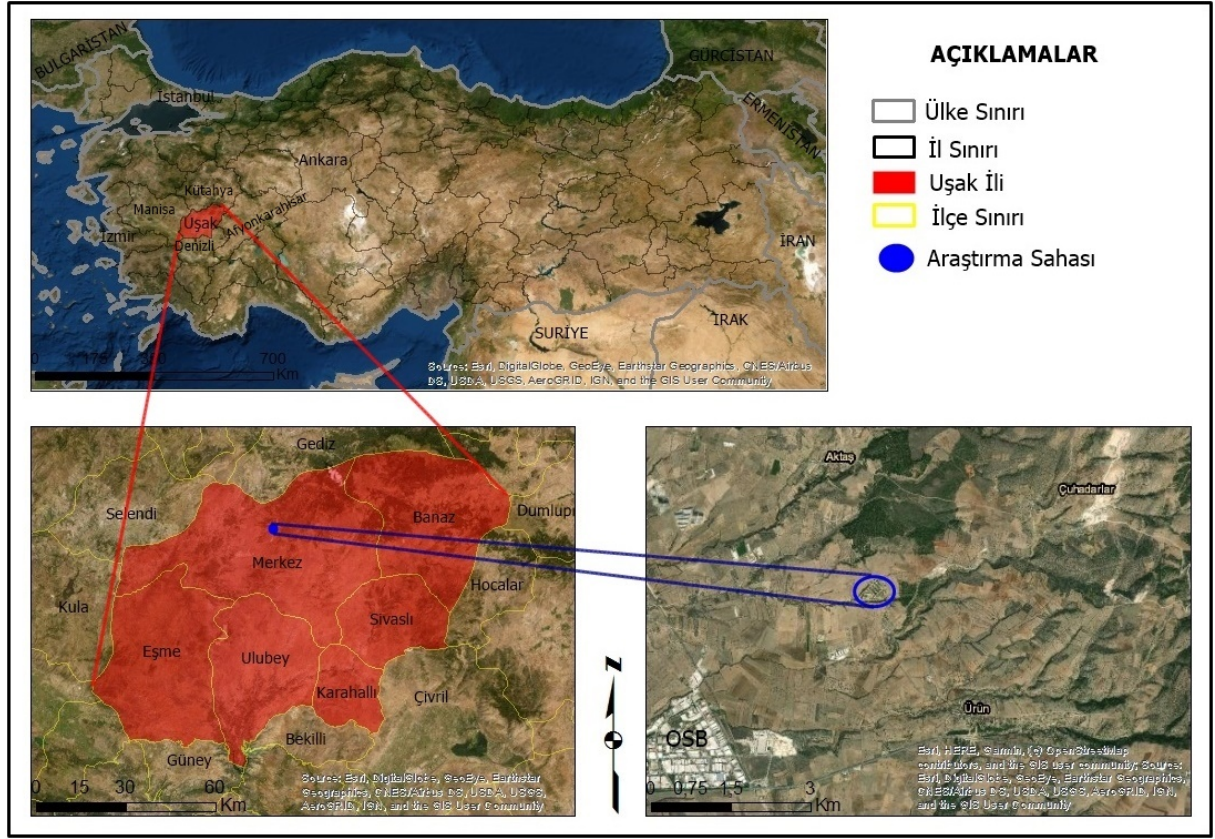 BULGARİSTAN
GÜRCİSTAN
İstanbul
ERMENİSTAN
Ankara
Kütahya
Manisa
Uşak
Afyonkarahisar
İzmir
Denizli
İRAN
SURİYE
IRAK
0 175 350 700
Km
Source: Esri, DigitalGlobe, GeoEye, Earthstar Geographics, CNES/Airbus
DS, USDA, USGS, AeroGRID, IGN, and the GIS User Community
AÇIKLAMALAR
Ülke Sınırı
İl Sınırı
Uşak İli
İlçe Sınırı
Araştırma Sahası
Gediz
Selendi
Banaz
Dumlupı
Merkez
Hocalar
Kula
Sivaslı
Eşme
Ulubey
Karahallı
Çivril
Bekilli
Güney
0 15 30 60
Km
Source: Esri, DigitalGlobe, GeoEye, Earthstar
Geographics, CNES/Airbus DS, USDA, USGS,
AeroGRID, IGN, and the GIS User Community
N
Aktaş
Çuhadarlar
Ürün
OSB
0 0,75 1,5 3
Km
Esri, HERE, Garmin, (c) OpenStreetMap
contributors, and the GIS user community, Source:
Esri, DigitalGlobe, GeoEye, Earthstar Geographics,
CNES/Airbus DS, USDA, USGS, AeroGRID, IGN,
and the GIS User Community